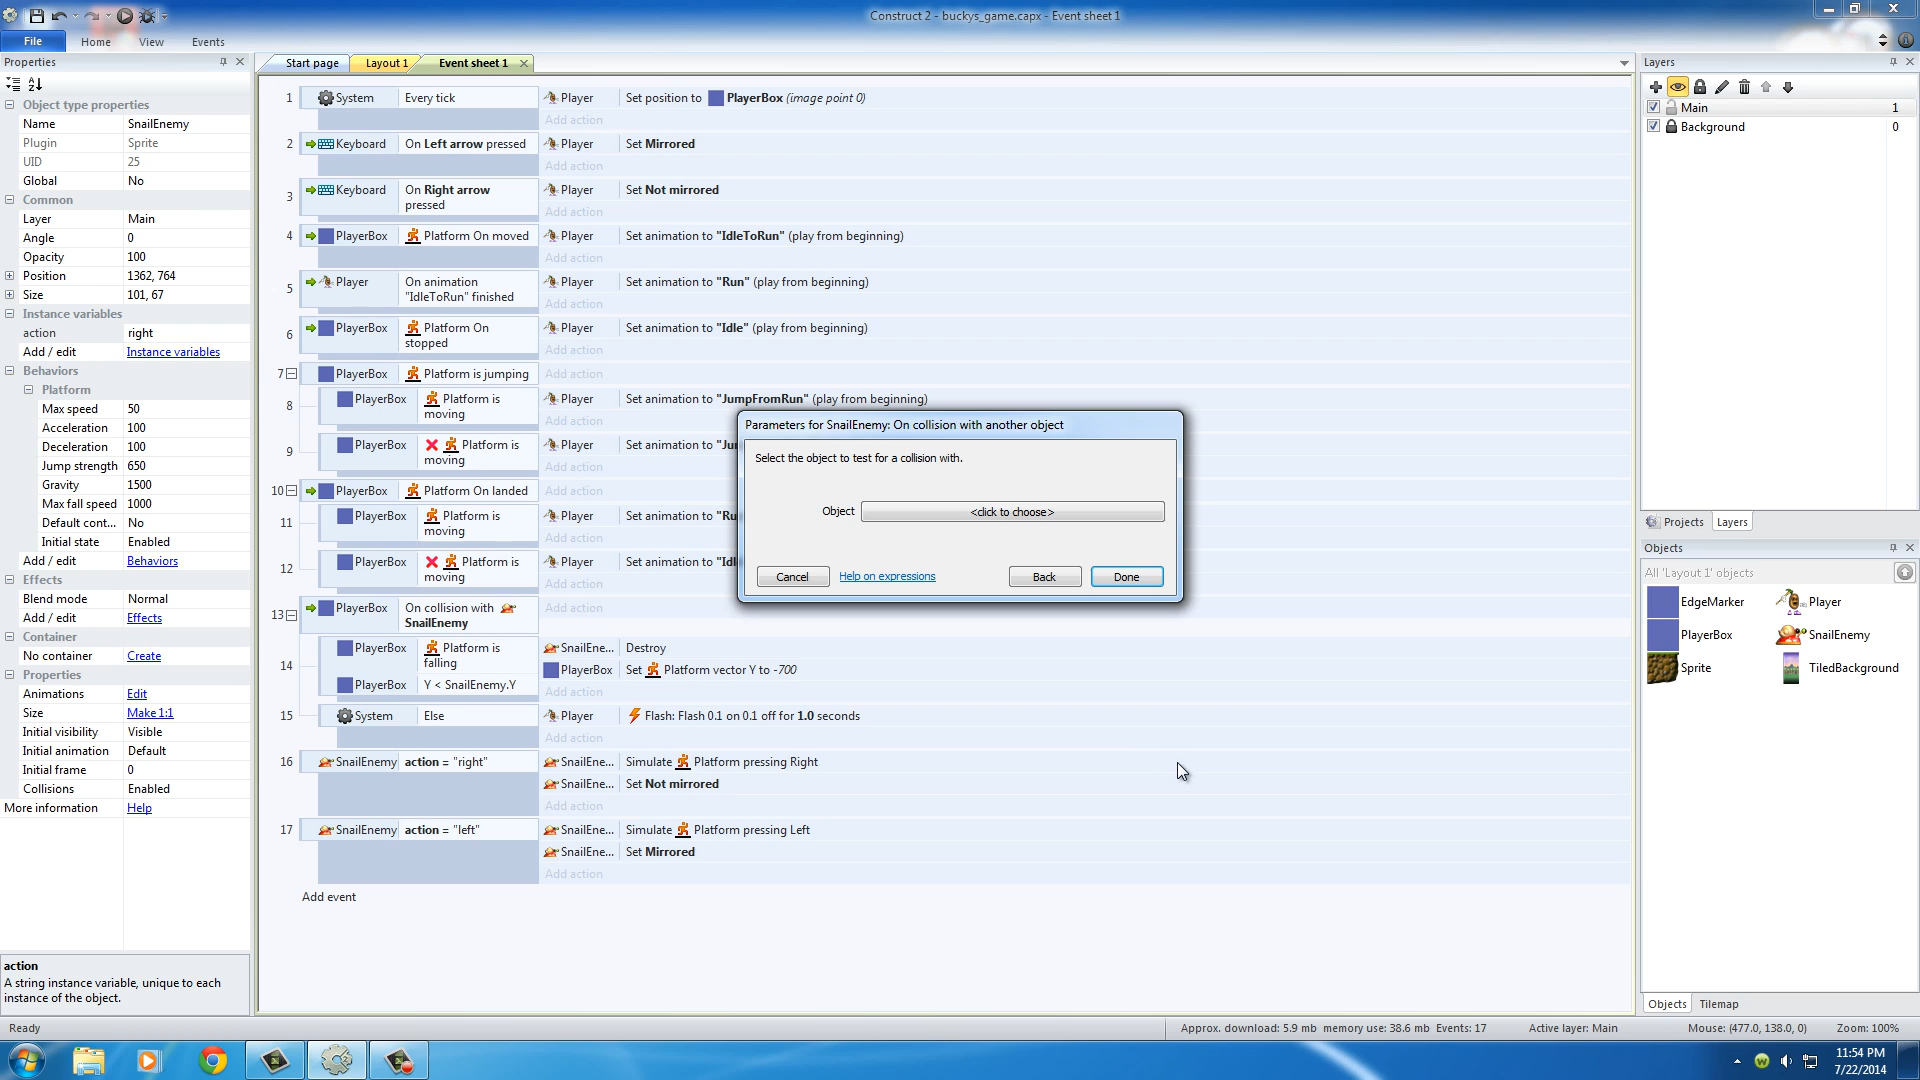 Construct 2 - buckys_game.capx - Event sheet 1
File Home View Events
Properties
Object type properties
Name SnailEnemy
Plugin Sprite
UID 25
Global No
Common
Layer Main
Angle 0
Opacity 100
Position 1362, 764
Size 101, 67
Instance variables
action right
Add / edit Instance variables
Behaviors
Platform
Max speed 50
Acceleration 100
Deceleration 100
Jump strength 650
Gravity 1500
Max fall speed 1000
Default cont... No
Initial state Enabled
Add / edit Behaviors
Effects
Blend mode Normal
Add / edit Effects
Container
No container Create
Properties
Animations Edit
Size Make 1:1
Initial visibility Visible
Initial animation Default
Initial frame 0
Collisions Enabled
More information Help
action
A string instance variable, unique to each
instance of the object.
Start page Layout 1 Event sheet 1
1 System Every tick Player Set position to PlayerBox (image point 0)
Add action
2 Keyboard On Left arrow pressed Player Set Mirrored
Add action
3 Keyboard On Right arrow pressed Player Set Not mirrored
Add action
4 PlayerBox Platform On moved Player Set animation to "IdleToRun" (play from beginning)
Add action
5 Player On animation "IdleToRun" finished Player Set animation to "Run" (play from beginning)
Add action
6 PlayerBox Platform On stopped Player Set animation to "Idle" (play from beginning)
Add action
7 PlayerBox Platform is jumping Add action
8 PlayerBox Platform is moving Player Set animation to "JumpFromRun" (play from beginning)
Add action
9 PlayerBox Platform is moving Player Set animation to "Ju
Add action
10 PlayerBox Platform On landed Add action
11 PlayerBox Platform is moving Player Set animation to "Ru
Add action
12 PlayerBox Platform is moving Player Set animation to "Idl
Add action
13 PlayerBox On collision with SnailEnemy Add action
14 PlayerBox Platform is falling SnailEne... Destroy
PlayerBox Set Platform vector Y to -700
PlayerBox Y < SnailEnemy.Y Add action
15 System Else Player Flash: Flash 0.1 on 0.1 off for 1.0 seconds
Add action
16 SnailEnemy action = "right" SnailEne... Simulate Platform pressing Right
SnailEne... Set Not mirrored
Add action
17 SnailEnemy action = "left" SnailEne... Simulate Platform pressing Left
SnailEne... Set Mirrored
Add action
Add event
Parameters for SnailEnemy: On collision with another object
Select the object to test for a collision with.
Object <click to choose>
Cancel Help on expressions Back Done
Layers
Main 1
Background 0
Projects Layers
Objects
All 'Layout 1' objects
EdgeMarker Player
PlayerBox SnailEnemy
Sprite TiledBackground
Objects Tilemap
Ready Approx. download: 5.9 mb memory use: 38.6 mb Events: 17 Active layer: Main Mouse: (477.0, 138.0, 0) Zoom: 100%
11:54 PM
7/22/2014